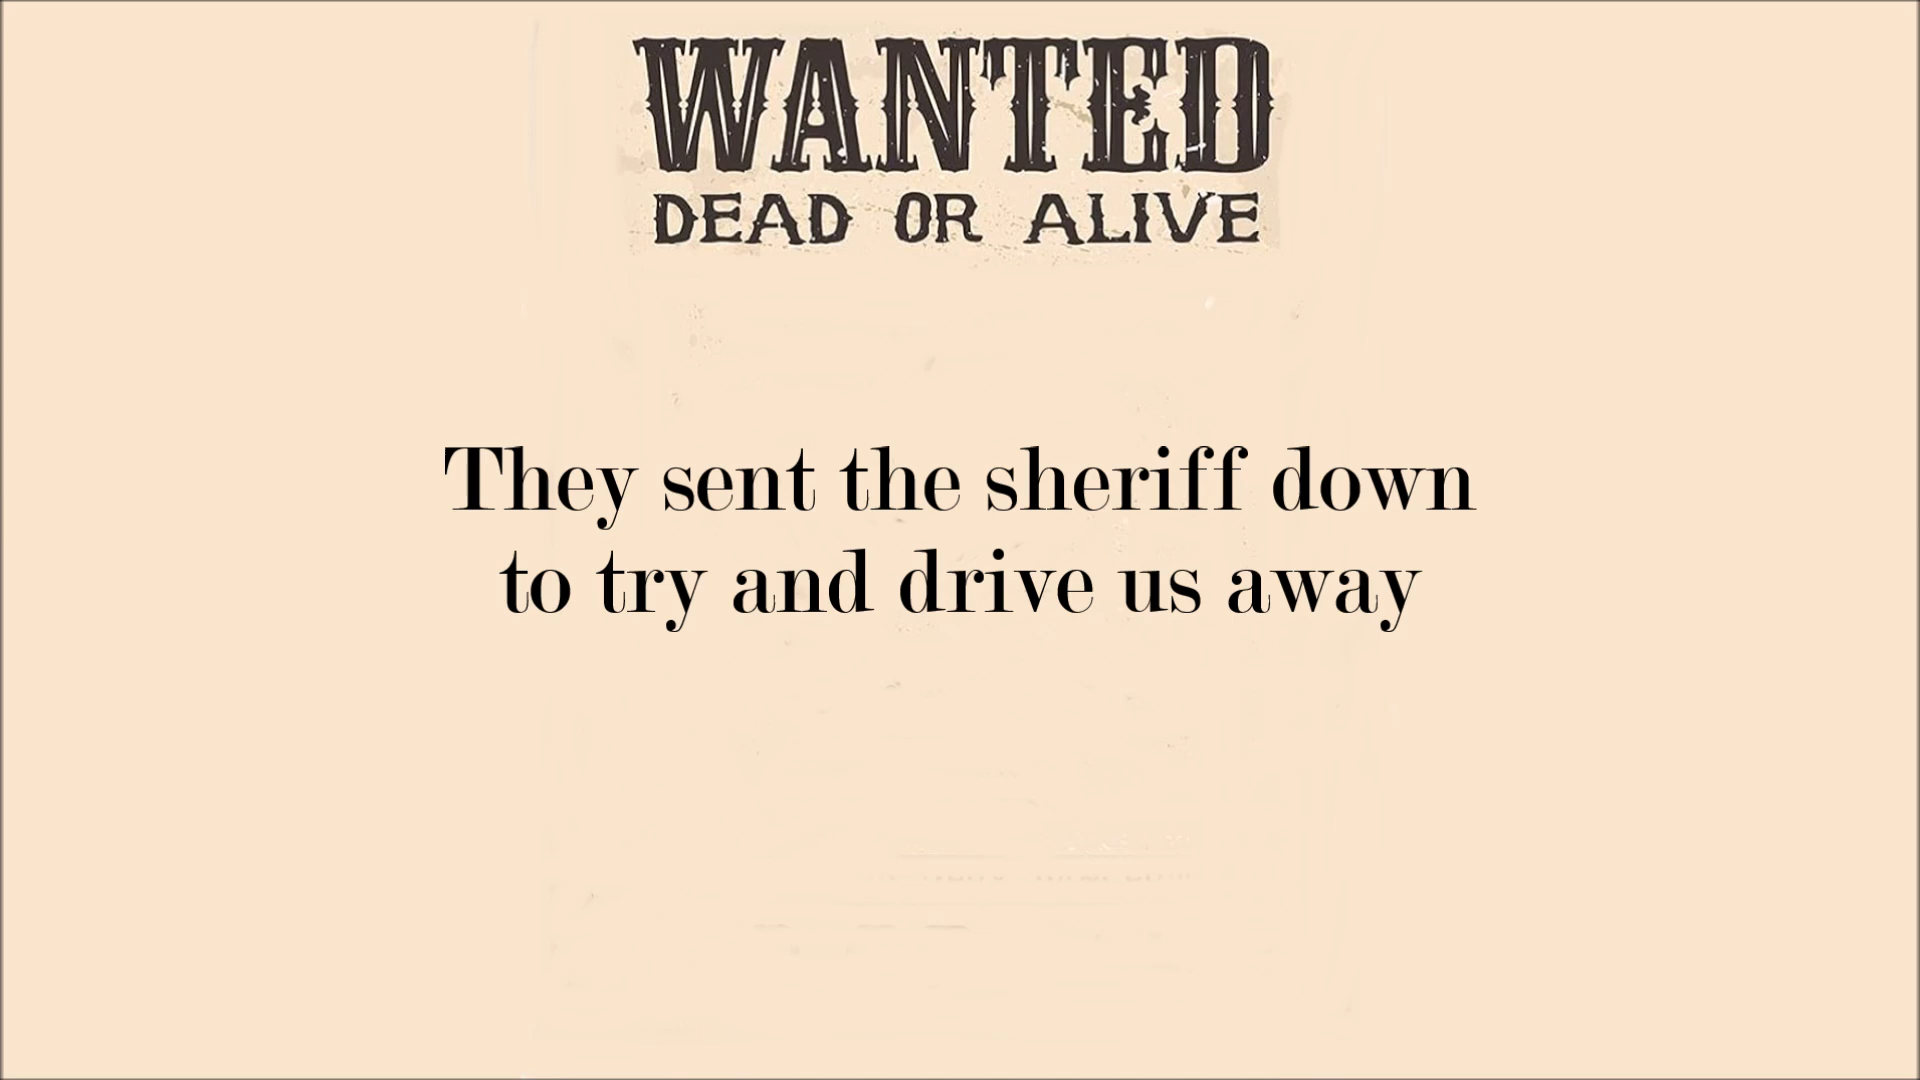 WANTED
DEAD OR ALIVE
They sent the sheriff down
to try and drive us away